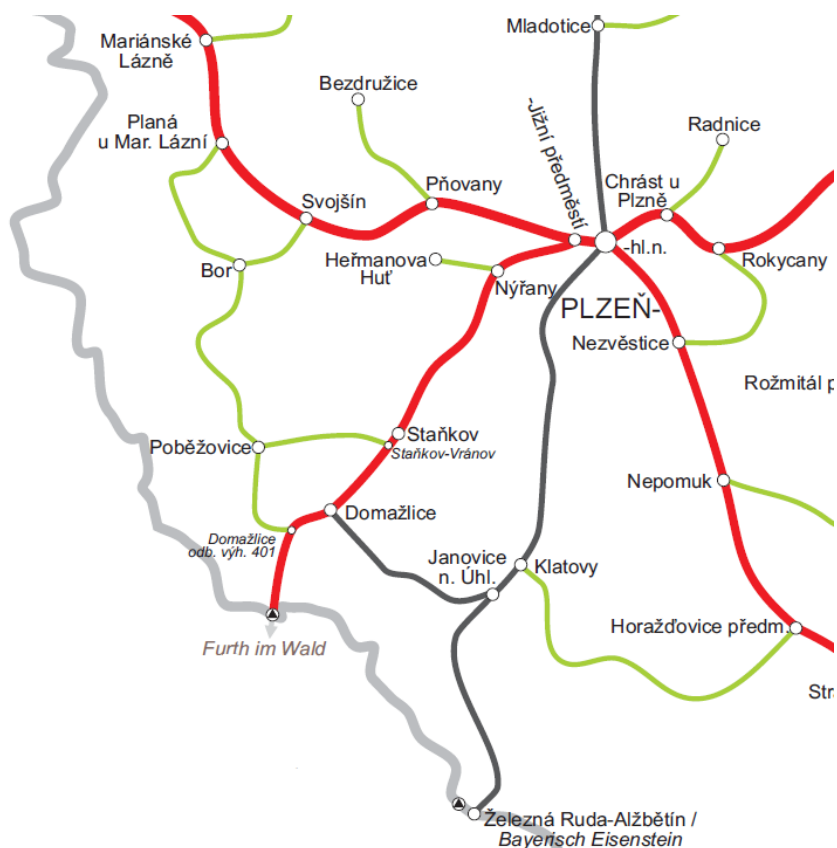 Mladotice
Mariánské
Lázně
Bezdružice
-Jižní předměstí
Planá
u Mar. Lázní
Radnice
Chrást u
Plzně
Pňovany
Svojšín
-hl.n.
Rokycany
Bor
Heřmanova
Huť
Nýřany
PLZEŇ-
Nezvěstice
Rožmitál p
Staňkov
Staňkov-Vránov
Poběžovice
Nepomuk
Domažlice
Domažlice
odb. výh. 401
Janovice
n. Úhl.
Klatovy
Horažďovice předm.
Furth im Wald
Stra
Železná Ruda-Alžbětín /
Bayerisch Eisenstein